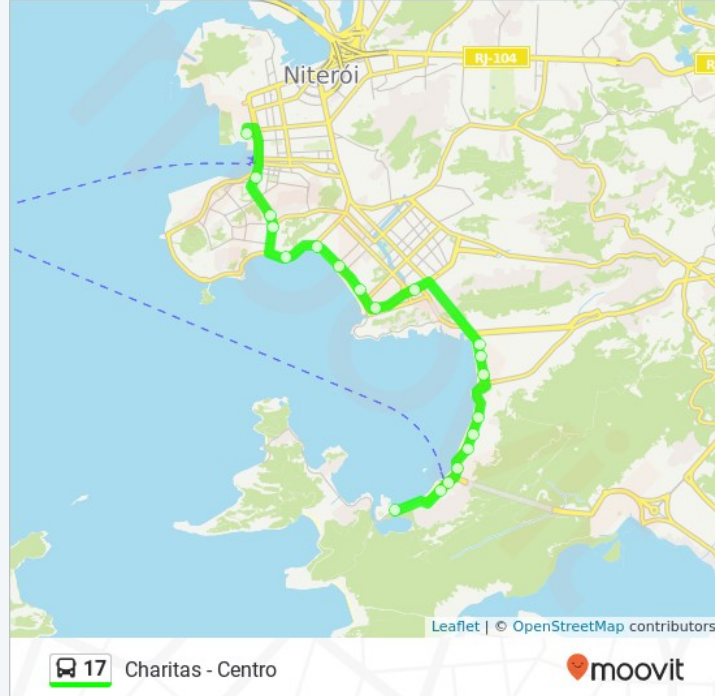 Niterói
RJ-104
R
Leaflet | © OpenStreetMap contributors
17 Charitas - Centro
moovit